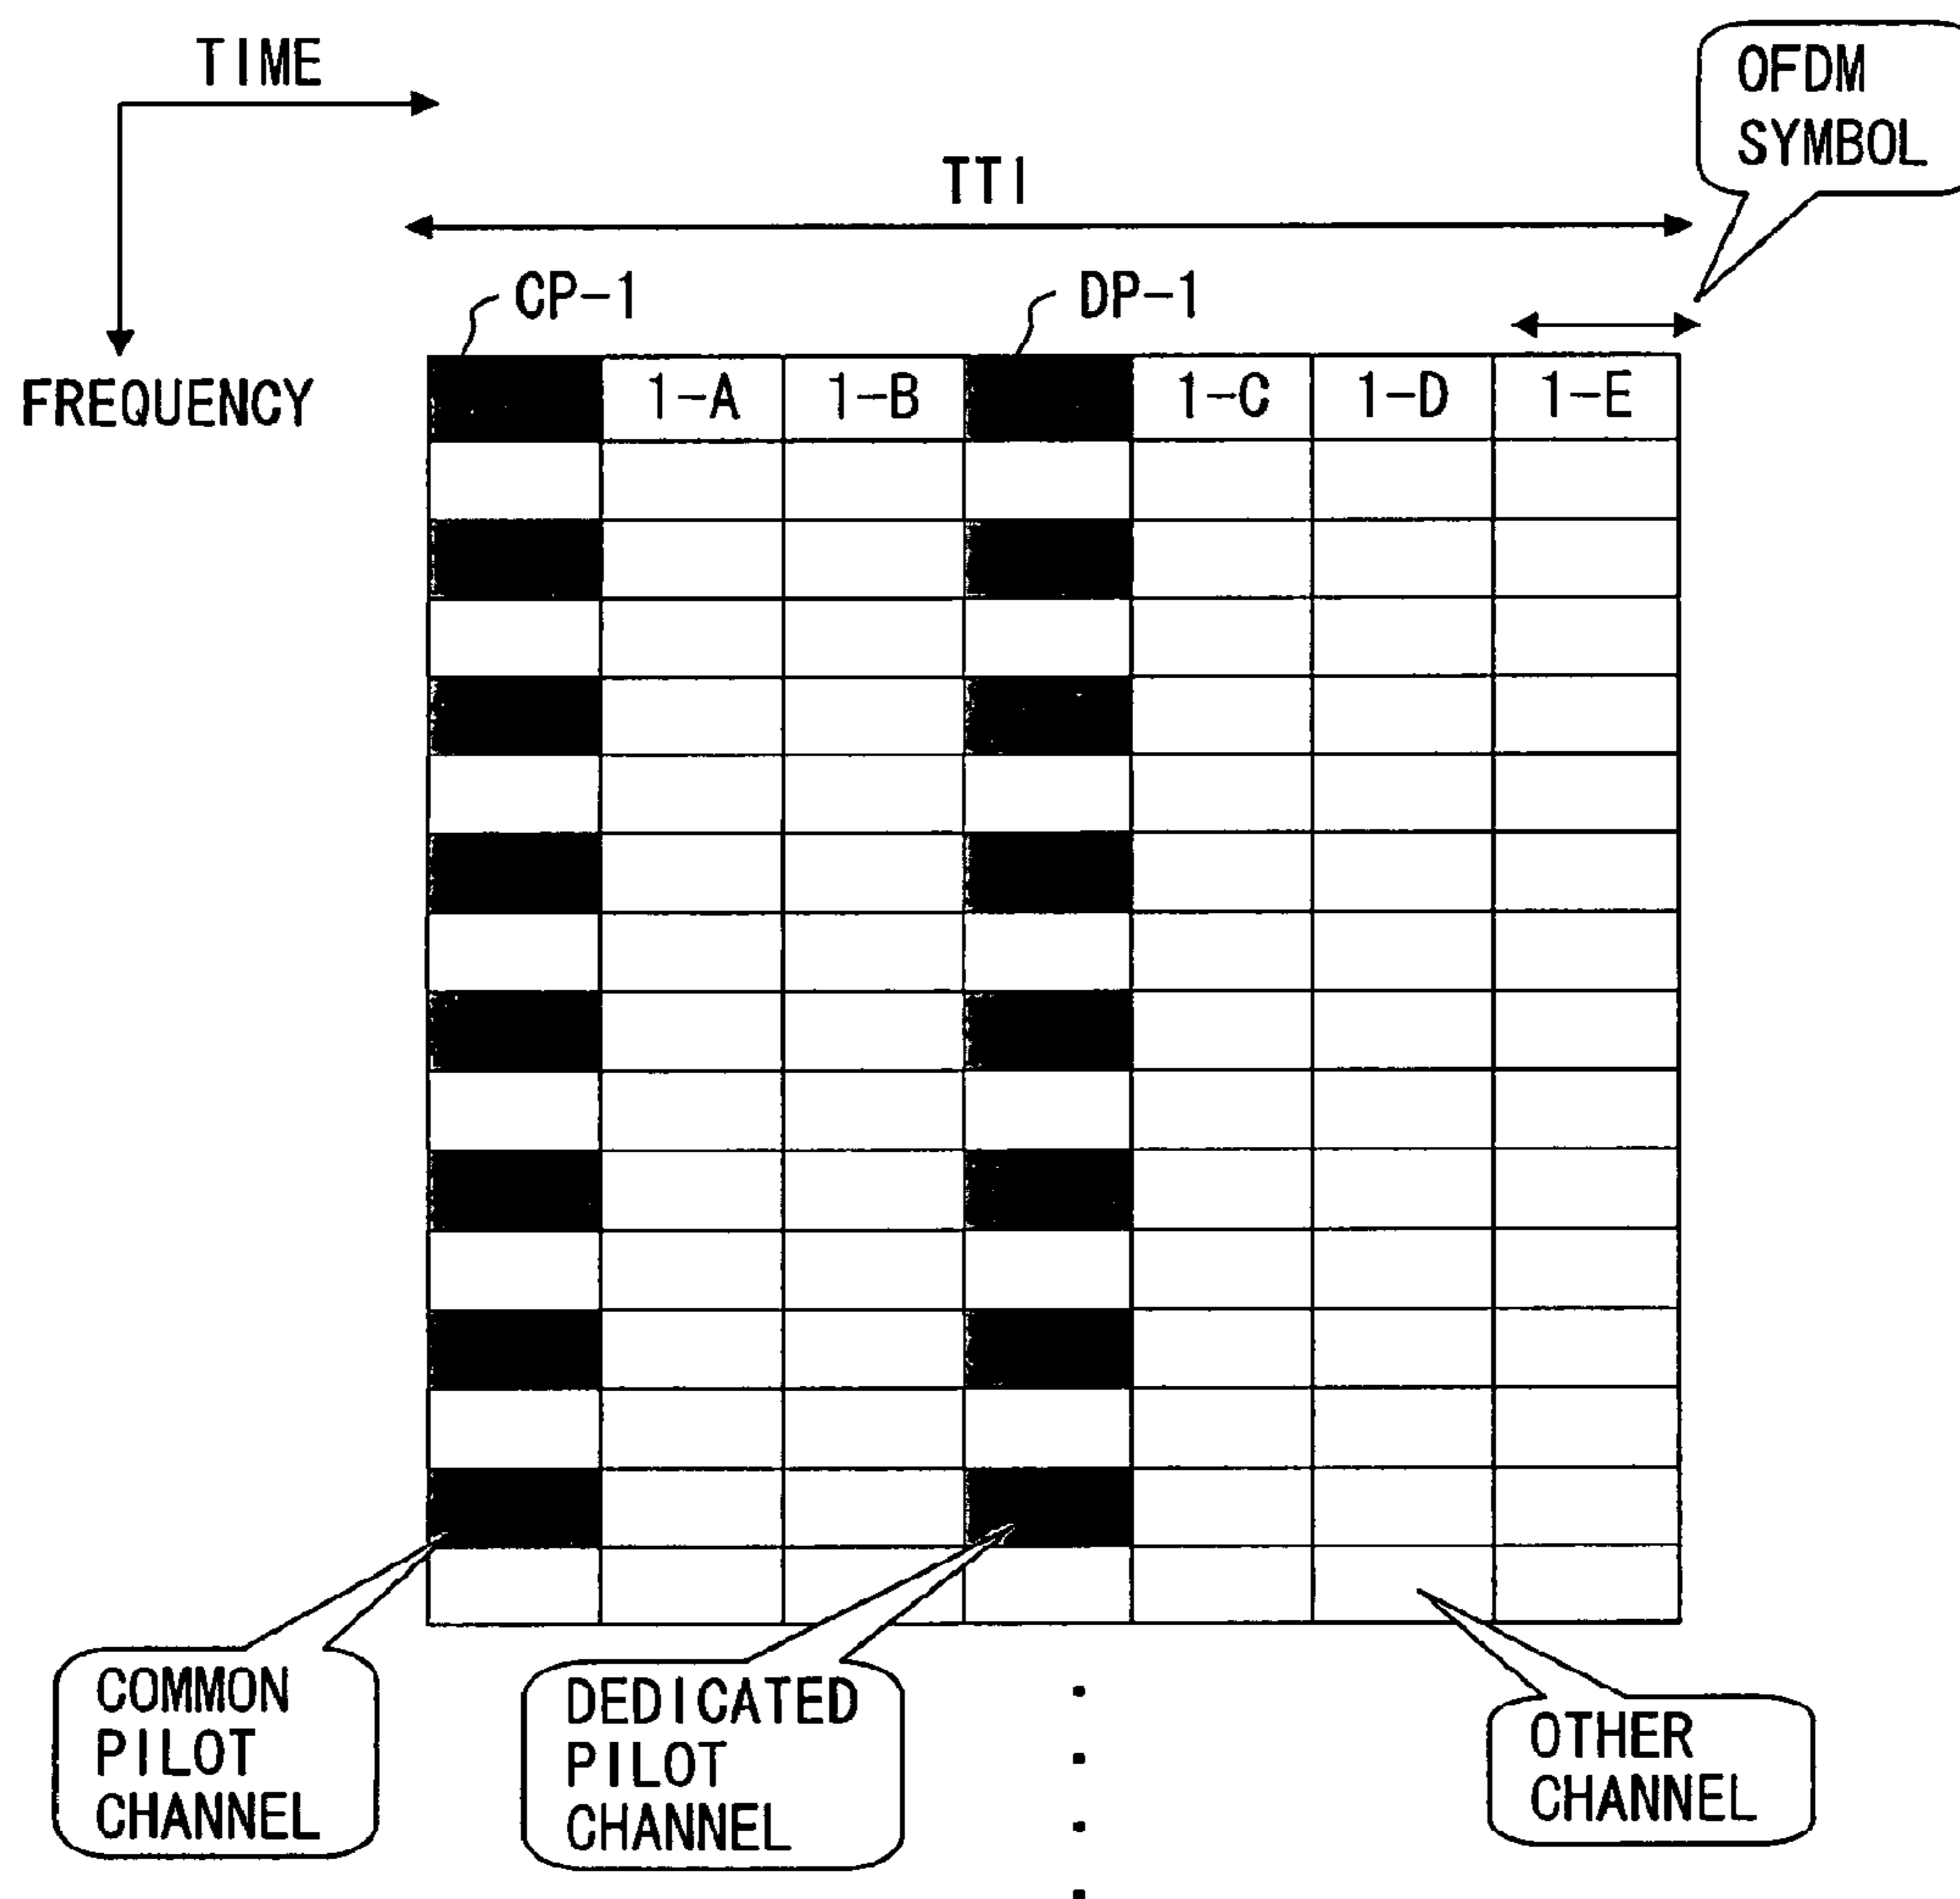 TIME
OFDM
SYMBOL
TTI
CP-1
DP-1
FREQUENCY
1-A
1-B
1-C
1-D
1-E
COMMON
PILOT
CHANNEL
DEDICATED
PILOT
CHANNEL
OTHER
CHANNEL